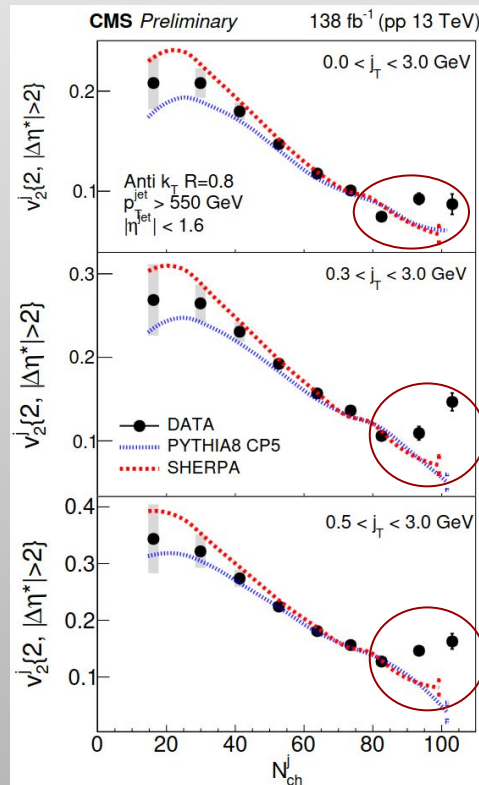 CMS Preliminary 138 fb⁻¹ (pp 13 TeV)
0.0 < j_T < 3.0 GeV
0.2
0.1
v₂ʲ{2, |Δη*|>2}
Anti k_T R=0.8
p_T^jet > 550 GeV
|η^jet| < 1.6
0.3 < j_T < 3.0 GeV
0.3
0.2
0.1
v₂ʲ{2, |Δη*|>2}
DATA
PYTHIA8 CP5
SHERPA
0.5 < j_T < 3.0 GeV
0.4
0.3
0.2
0.1
v₂ʲ{2, |Δη*|>2}
0 20 40 60 80 100
N_ch^j